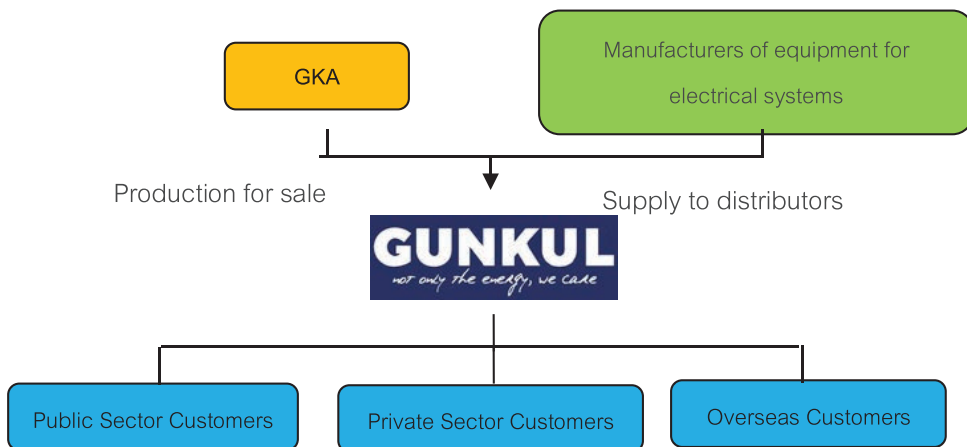 GKA
Manufacturers of equipment for
electrical systems
Production for sale
Supply to distributors
GUNKUL
not only the energy, we care
Public Sector Customers
Private Sector Customers
Overseas Customers